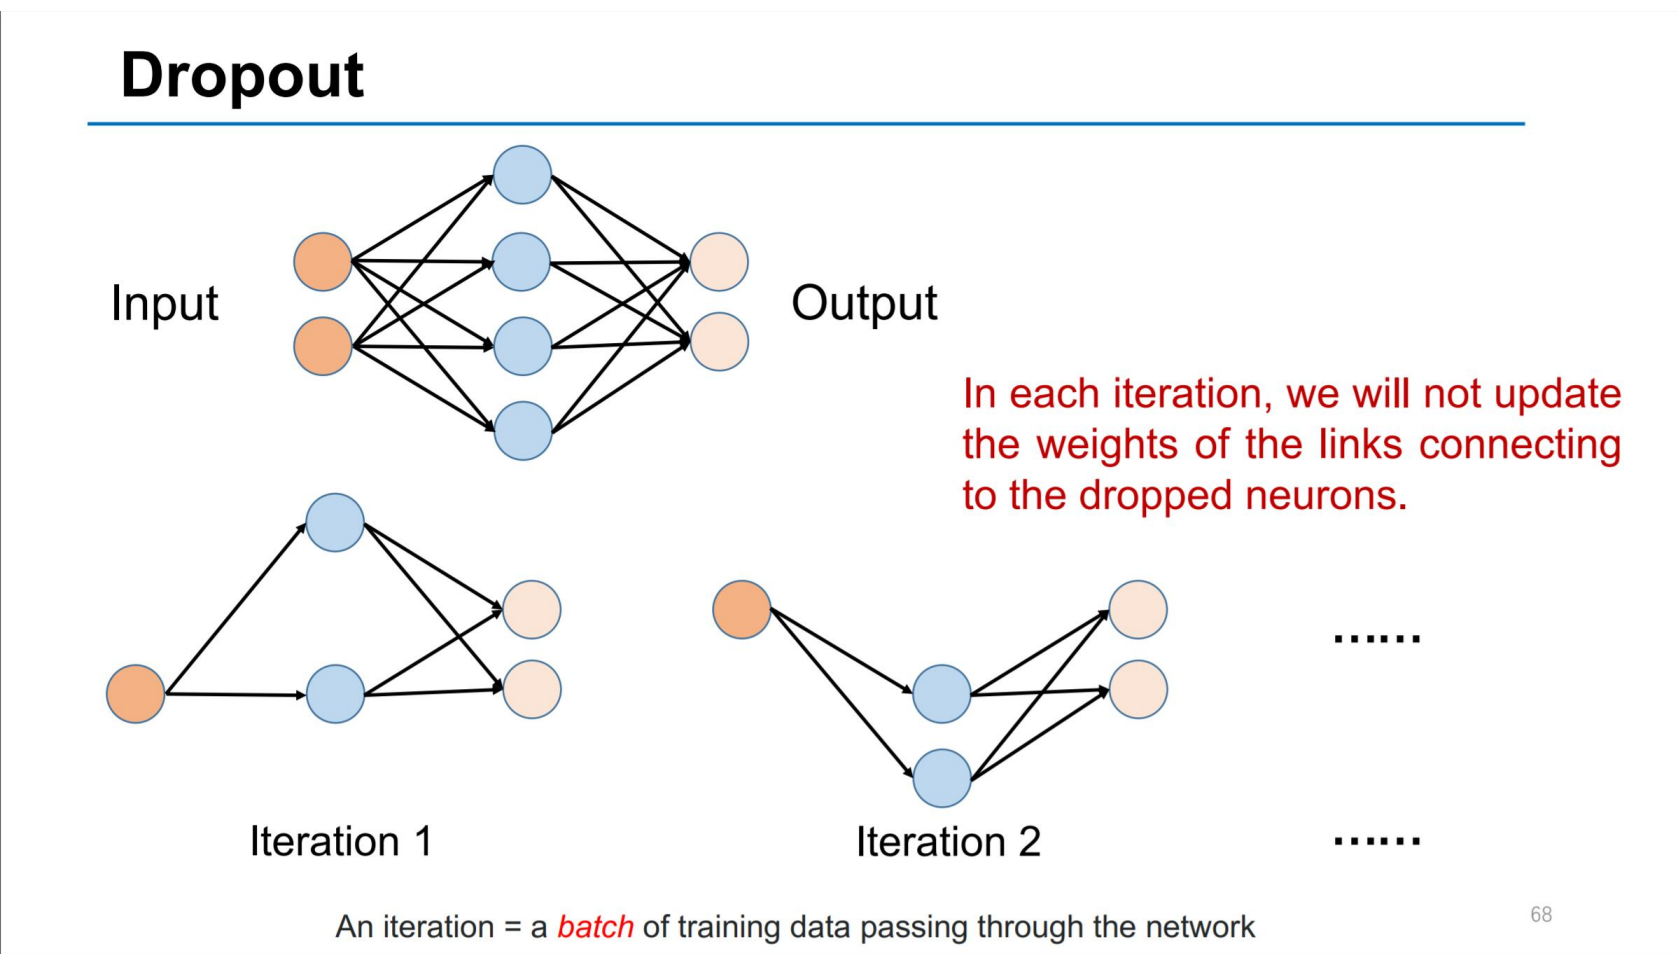 Dropout
Input
Output
In each iteration, we will not update
the weights of the links connecting
to the dropped neurons.
......
Iteration 1
Iteration 2
......
An iteration = a batch of training data passing through the network
68